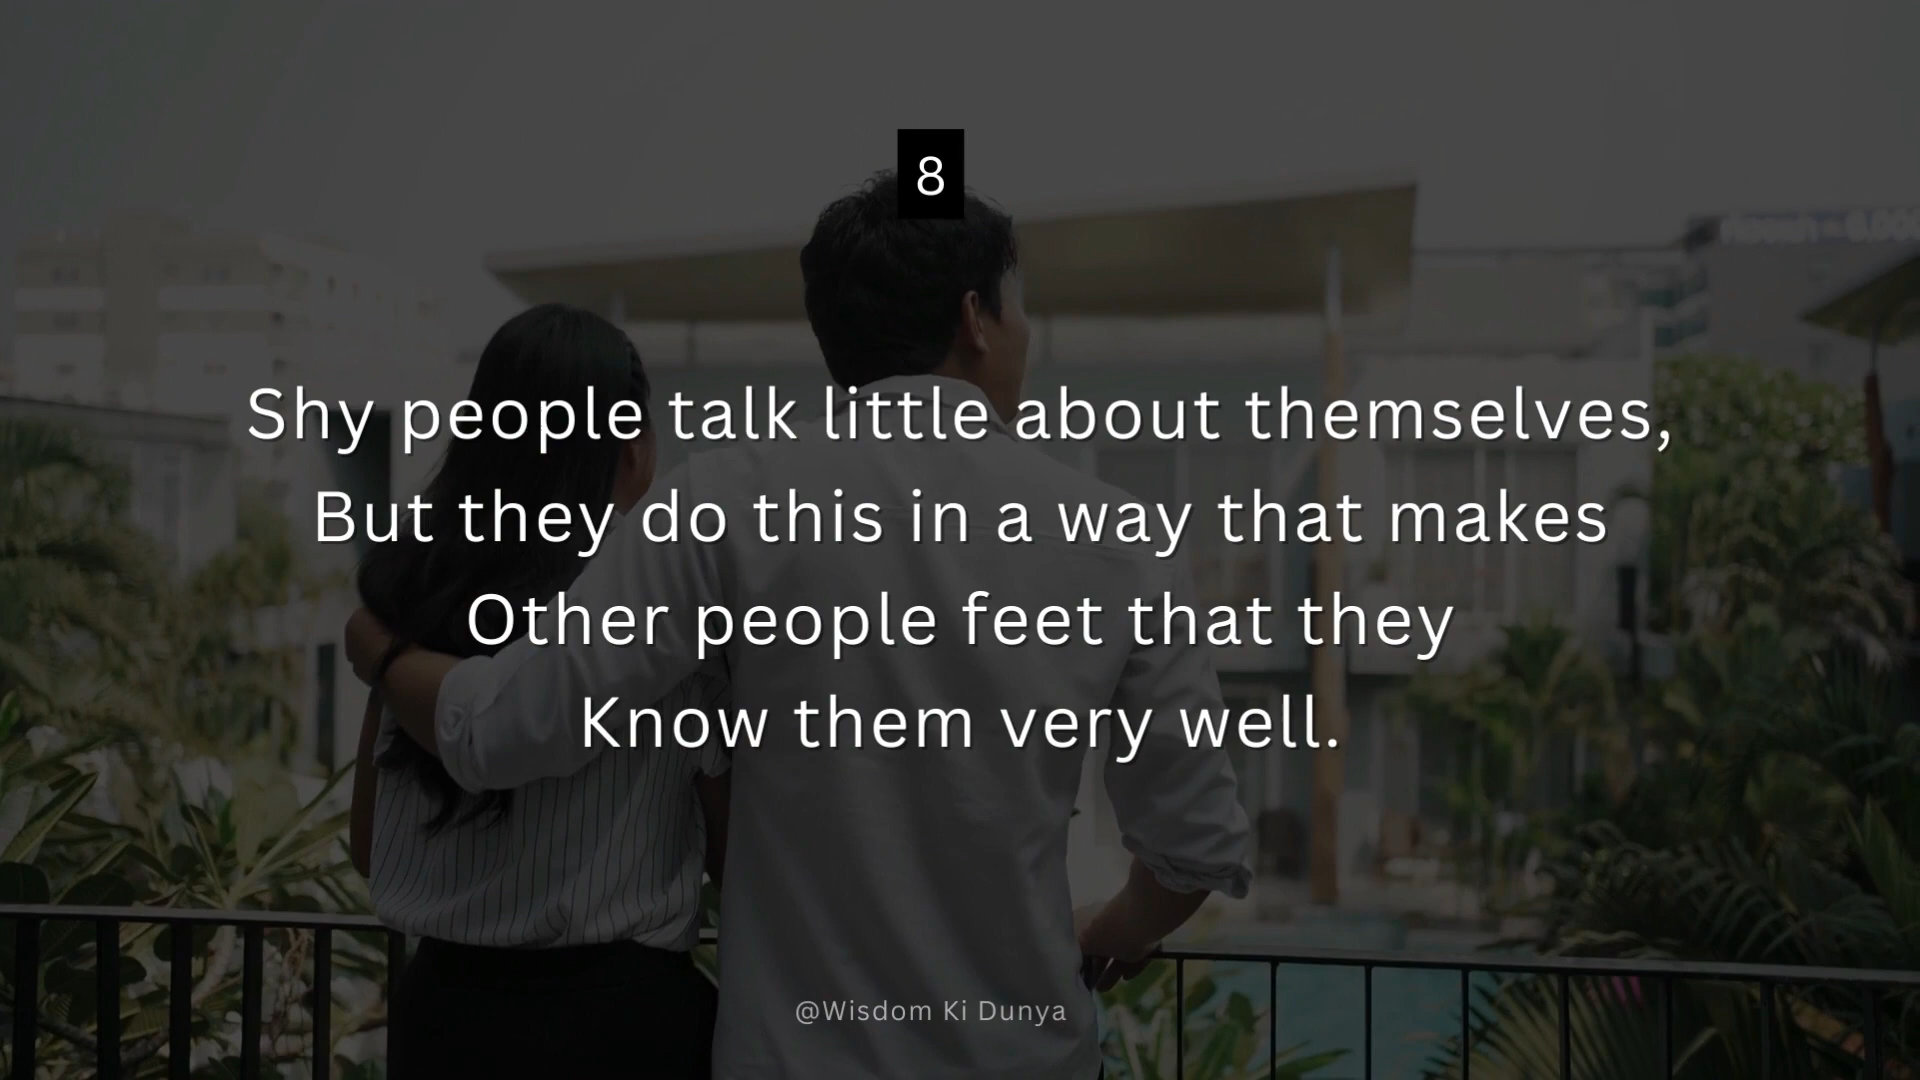 8
Shy people talk little about themselves,
But they do this in a way that makes
Other people feet that they
Know them very well.
@Wisdom Ki Dunya